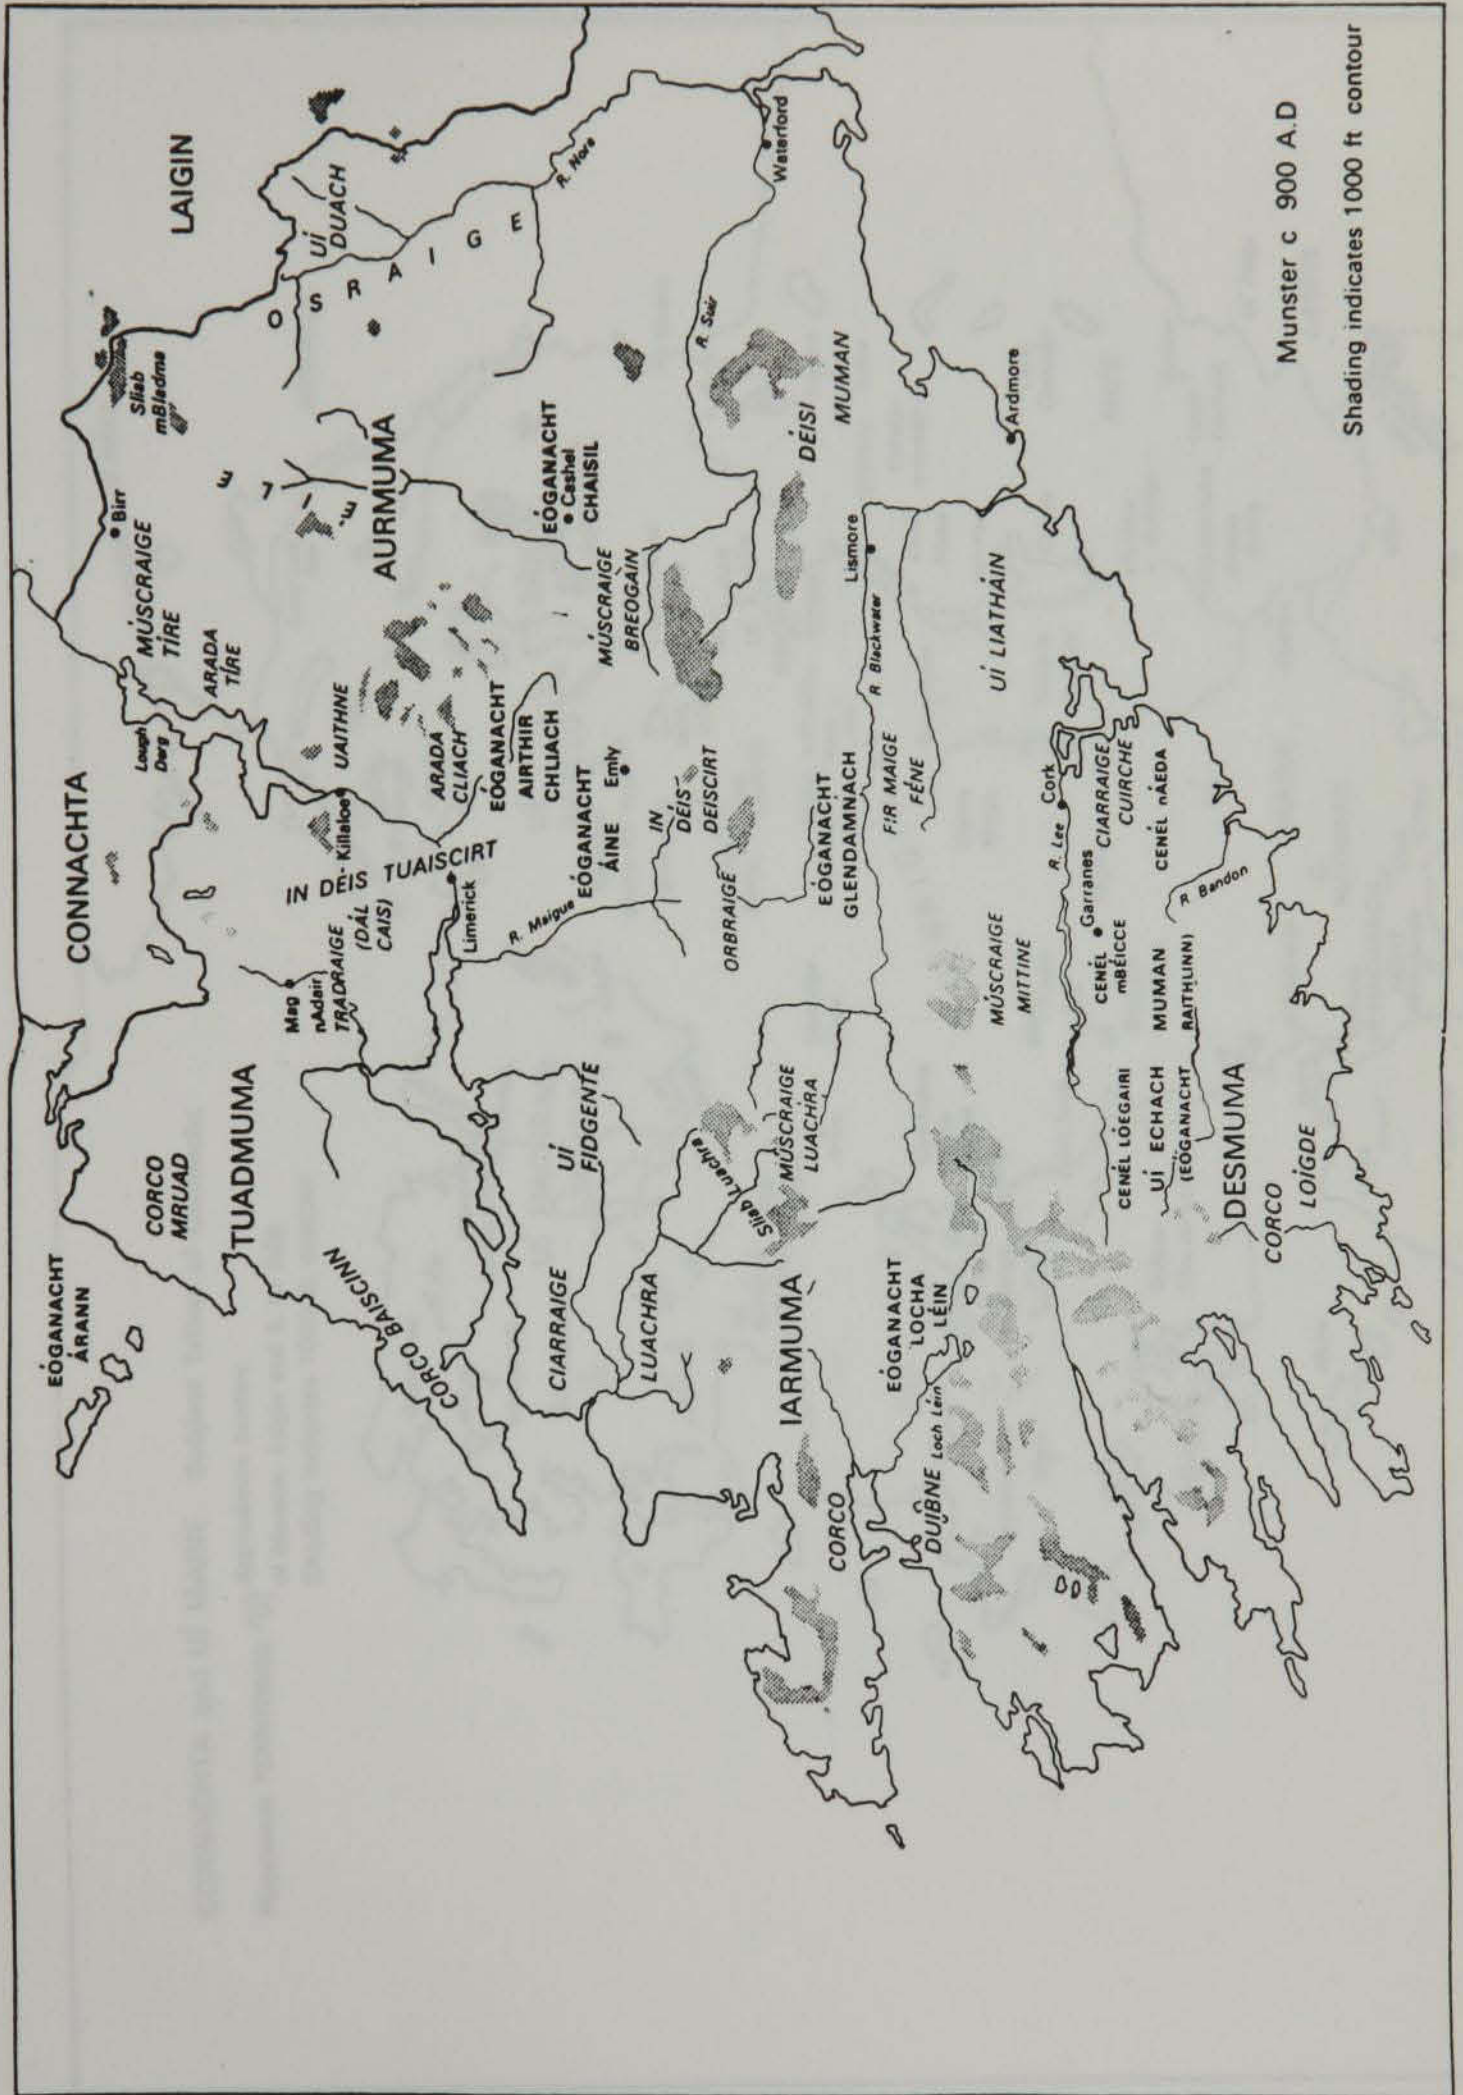 CONNACHTA
LAIGIN
EÓGANACHT
ÁRANN
CORCO
MRUAD
TUADMUMA
CORCO BAISCINN
Mag
nAdair
TRADRAIGE
IN DÉIS TUAISCIRT
(DÁL
CAIS)
Killaloe
Limerick
Lough
Derg
ARADA
TÍRE
MÚSCRAIGE
TÍRE
Birr
Sliab
mBladma
UÍ
DUACH
OSRAIGE
R. Nore
UAITHNE
ARADA
CLIACH
ÉLE
AURMUMA
EÓGANACHT
AIRTHIR
CHLIACH
EÓGANACHT
Cashel
CHAISIL
EÓGANACHT
ÁINE
Emly
R. Maigue
MÚSCRAIGE
BREOGAIN
IN
DÉIS
DEISCIRT
UÍ
FIDGENTE
CIARRAIGE
LUACHRA
Sliab Luachra
MÚSCRAIGE
LUACHRA
ORBRAIGE
R. Suir
Waterford
DÉISI
MUMAN
Ardmore
Lismore
R. Blackwater
EÓGANACHT
GLENDAMNACH
FIR MAIGE
FÉNE
UÍ LIATHÁIN
IARMUMA
EÓGANACHT
LOCHA
LÉIN
Loch Léin
CORCO
DUIBNE
MÚSCRAIGE
MITTINE
R. Lee
Cork
Garranes
CIARRAIGE
CUIRCHE
CENÉL nÁEDA
CENÉL
mBÉICCE
CENÉL LÓEGAIRI
UÍ ECHACH MUMAN
(EÓGANACHT RAITHLINN)
R Bandon
DESMUMA
CORCO
LOÍGDE
Munster c 900 A.D
Shading indicates 1000 ft contour